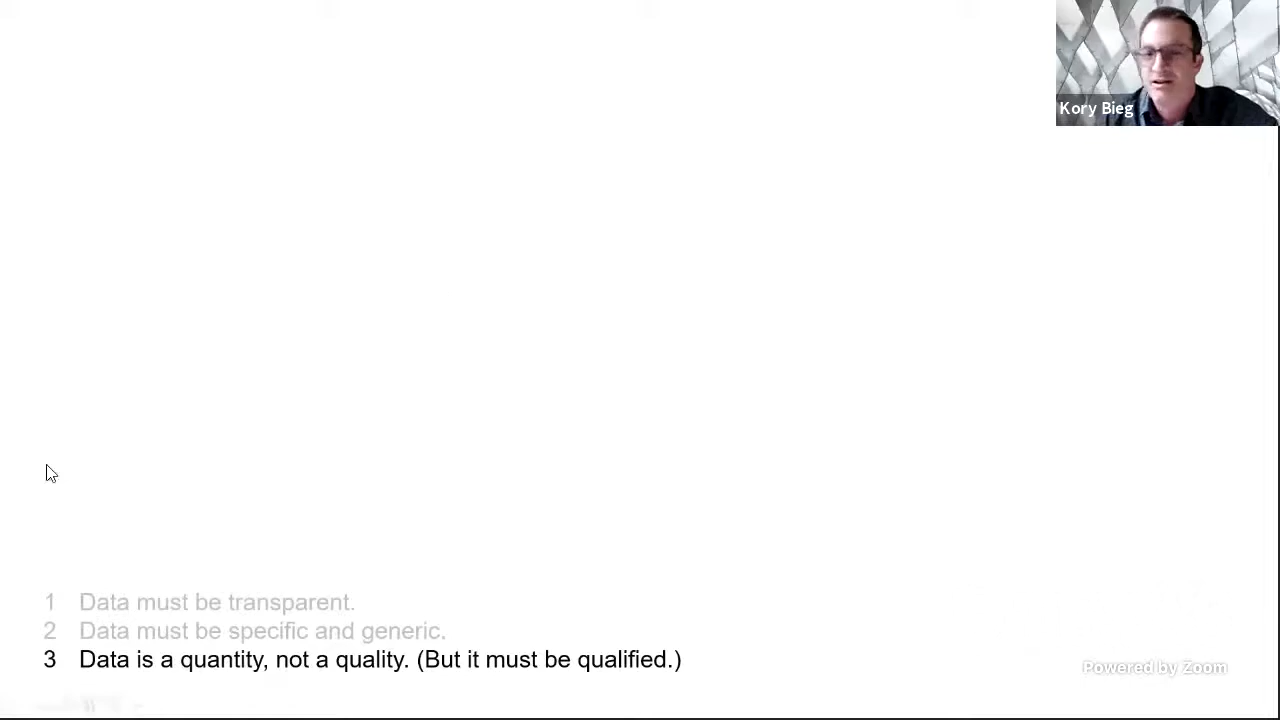 Kory Bieg
1 Data must be transparent.
2 Data must be specific and generic.
3 Data is a quantity, not a quality. (But it must be qualified.)
Powered by Zoom